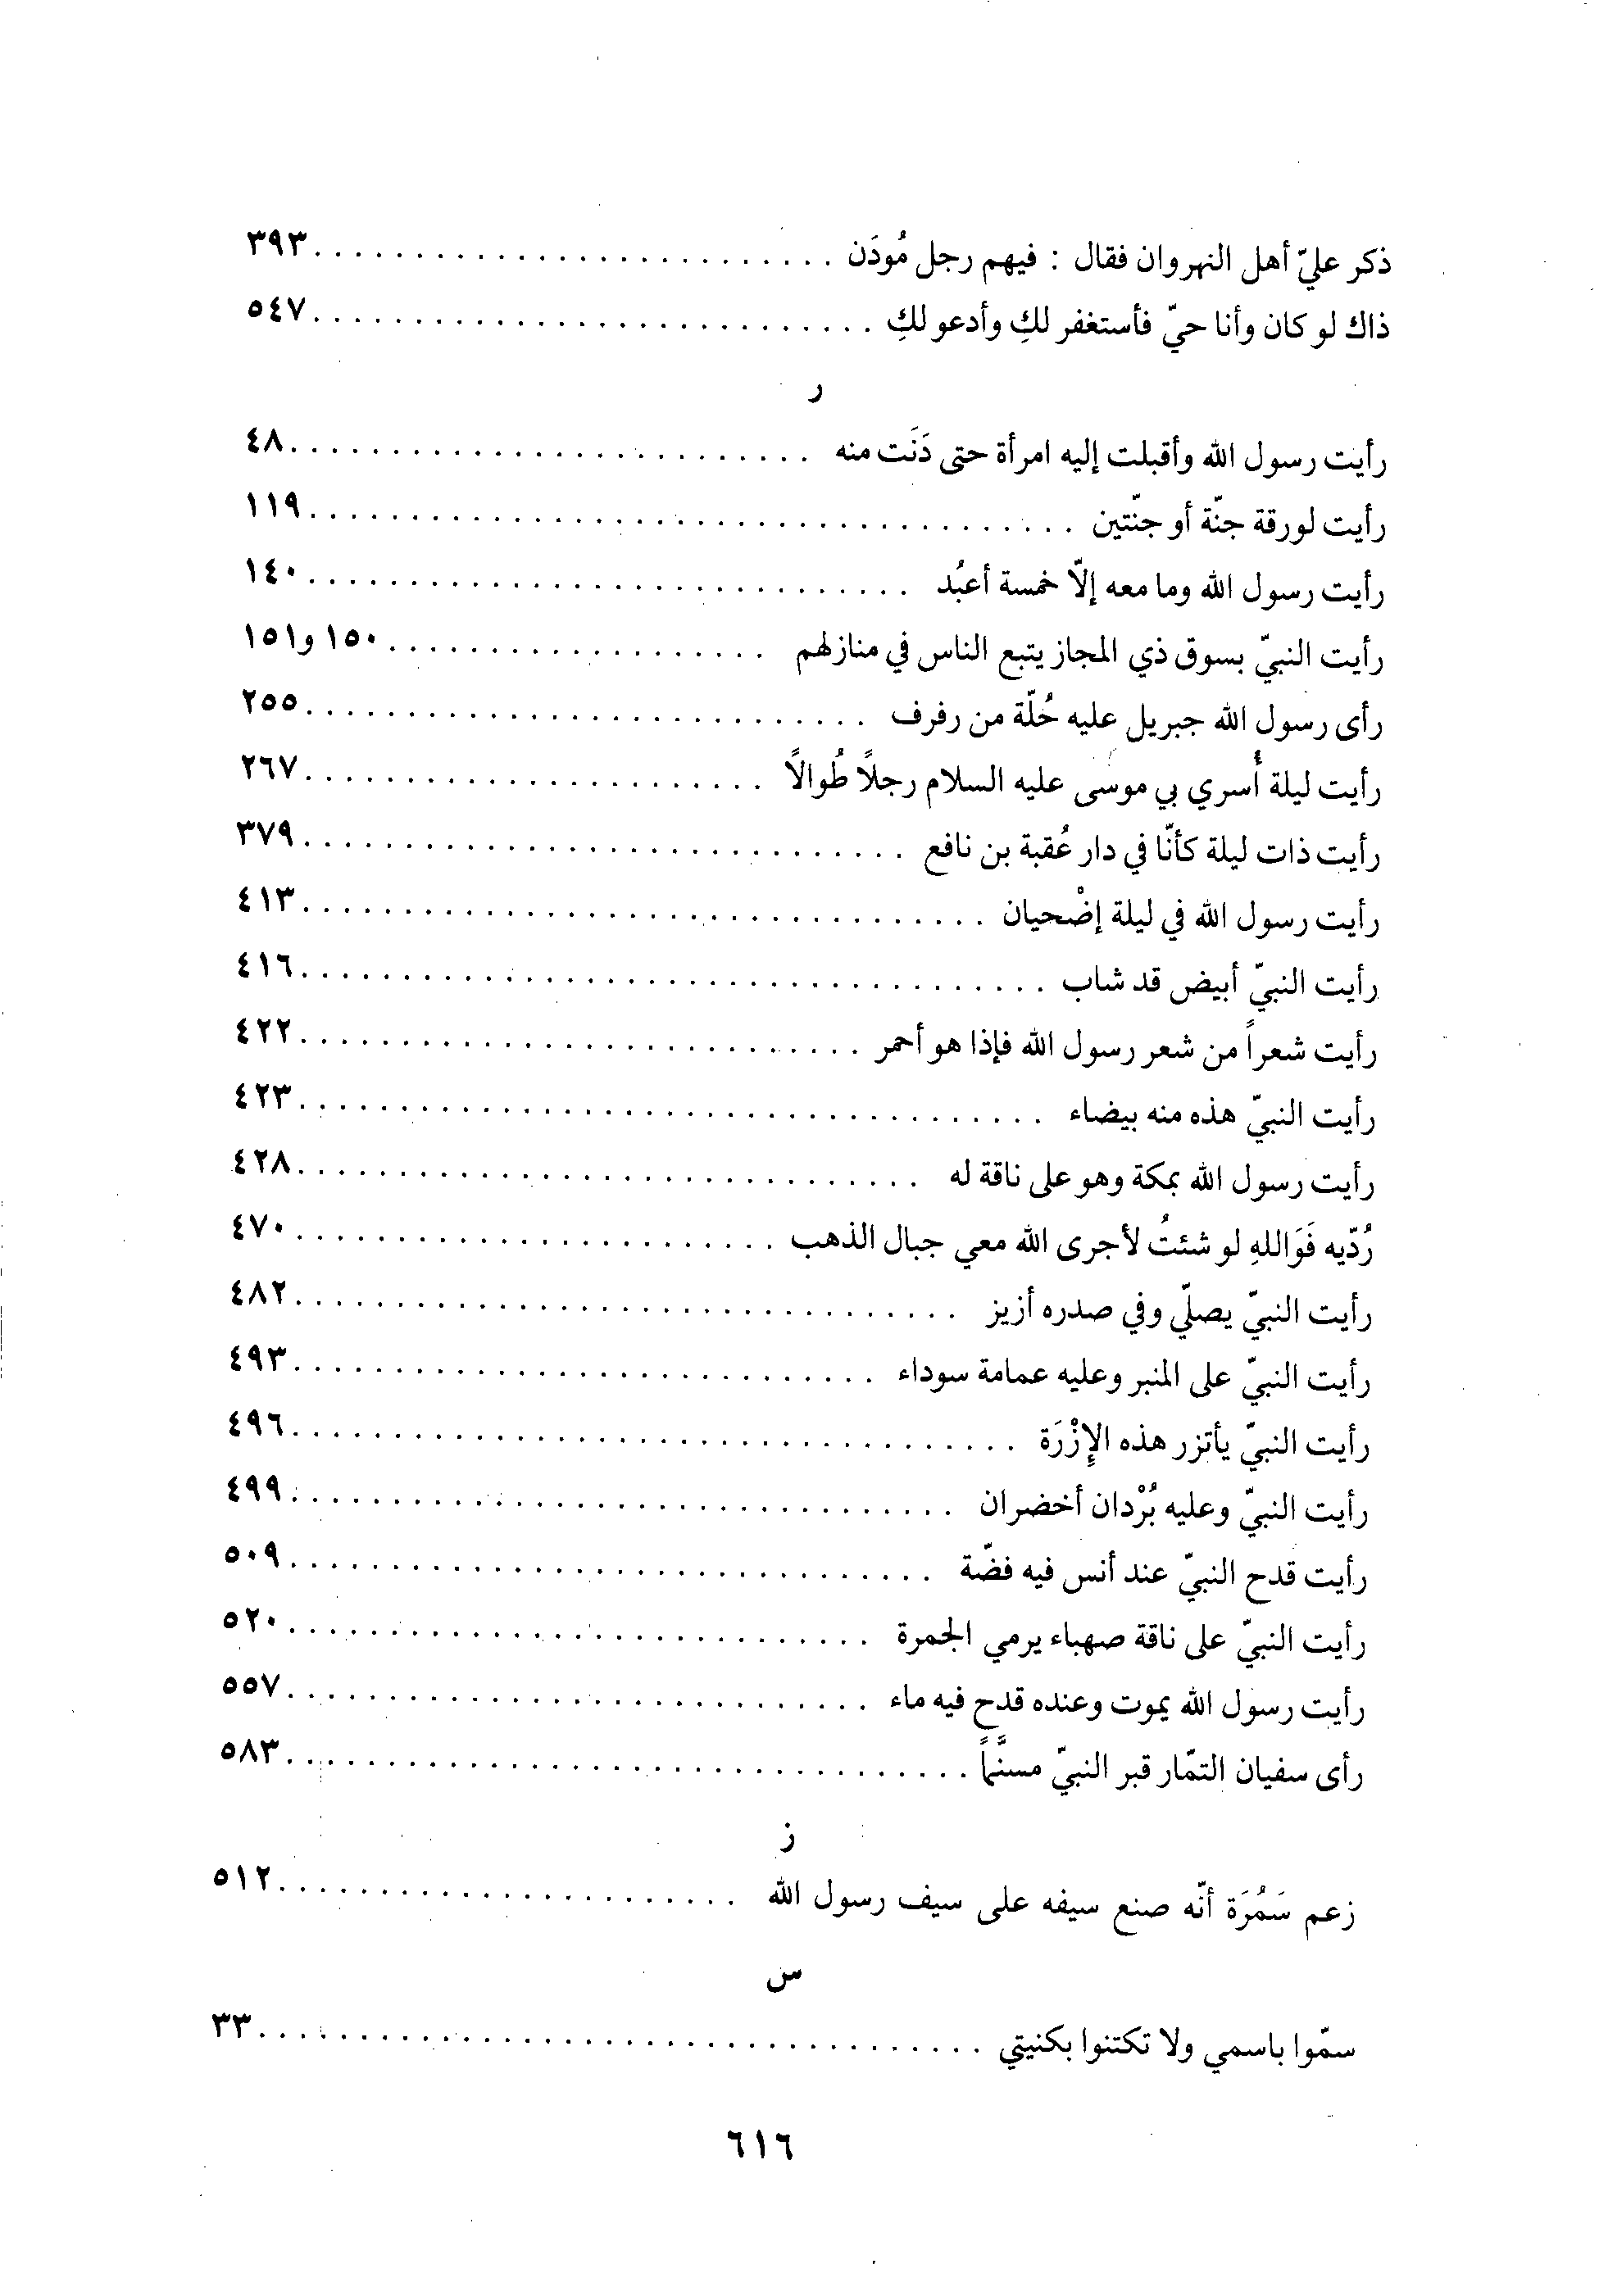 ذكر عليّ أهل النهروان فقال : فيهم رجل مُودَن . . . . . . . . . . . . . . . . . . . . . . . . . . ٣٩٣
ذاك لو كان وأنا حيّ فأستغفر لكِ وأدعو لكِ . . . . . . . . . . . . . . . . . . . . . . . . . . . . ٥٤٧
ر
رأيت رسول الله وأقبلت إليه امرأة حتى دَنَت منه . . . . . . . . . . . . . . . . . . . . . . . . . . ٤٨
رأيت لورقة جنّة أو جنّتين . . . . . . . . . . . . . . . . . . . . . . . . . . . . . . . . . . . . . . ١١٩
رأيت رسول الله وما معه إلّا خمسة أعبُد . . . . . . . . . . . . . . . . . . . . . . . . . . . . . . ١٤٠
رأيت النبيّ بسوق ذي المجاز يتبع الناس في منازلهم . . . . . . . . . . . . . . . . . . . ١٥٠ و١٥١
رأى رسول الله جبريل عليه حُلّة من رفرف . . . . . . . . . . . . . . . . . . . . . . . . . . . . ٢٥٥
رأيت ليلة أُسري بي موسى عليه السلام رجلاً طُوالاً . . . . . . . . . . . . . . . . . . . . . . . ٢٦٧
رأيت ذات ليلة كأنّا في دار عُقبة بن نافع . . . . . . . . . . . . . . . . . . . . . . . . . . . . . . ٣٧٩
رأيت رسول الله في ليلة إضْحيان . . . . . . . . . . . . . . . . . . . . . . . . . . . . . . . . . . ٤١٣
رأيت النبيّ أبيض قد شاب . . . . . . . . . . . . . . . . . . . . . . . . . . . . . . . . . . . . . ٤١٦
رأيت شعراً من شعر رسول الله فإذا هو أحمر . . . . . . . . . . . . . . . . . . . . . . . . . . . . ٤٢٢
رأيت النبيّ هذه منه بيضاء . . . . . . . . . . . . . . . . . . . . . . . . . . . . . . . . . . . . . ٤٢٣
رأيت رسول الله بمكة وهو على ناقة له . . . . . . . . . . . . . . . . . . . . . . . . . . . . . . . ٤٢٨
رُدّيه فَوَاللهِ لو شئتُ لأجرى الله معي جبال الذهب . . . . . . . . . . . . . . . . . . . . . . . . ٤٧٠
رأيت النبيّ يصلّي وفي صدره أزيز . . . . . . . . . . . . . . . . . . . . . . . . . . . . . . . . . ٤٨٢
رأيت النبيّ على المنبر وعليه عمامة سوداء . . . . . . . . . . . . . . . . . . . . . . . . . . . . . ٤٩٣
رأيت النبيّ يأتزر هذه الإِزْرَة . . . . . . . . . . . . . . . . . . . . . . . . . . . . . . . . . . . . ٤٩٦
رأيت النبيّ وعليه بُرْدان أخضران . . . . . . . . . . . . . . . . . . . . . . . . . . . . . . . . . ٤٩٩
رأيت قدح النبيّ عند أنس فيه فضّة . . . . . . . . . . . . . . . . . . . . . . . . . . . . . . . . ٥٠٩
رأيت النبيّ على ناقة صهباء يرمي الجمرة . . . . . . . . . . . . . . . . . . . . . . . . . . . . . ٥٢٠
رأيت رسول الله يموت وعنده قدح فيه ماء . . . . . . . . . . . . . . . . . . . . . . . . . . . . . ٥٥٧
رأى سفيان التمّار قبر النبيّ مسنَّماً . . . . . . . . . . . . . . . . . . . . . . . . . . . . . . . . . ٥٨٣
ز
زعم سَمُرَة أنّه صنع سيفه على سيف رسول الله . . . . . . . . . . . . . . . . . . . . . . . ٥١٢
س
سمّوا باسمي ولا تكتنوا بكنيتي . . . . . . . . . . . . . . . . . . . . . . . . . . . . . . . . . . . . ٣٣
٦١٦